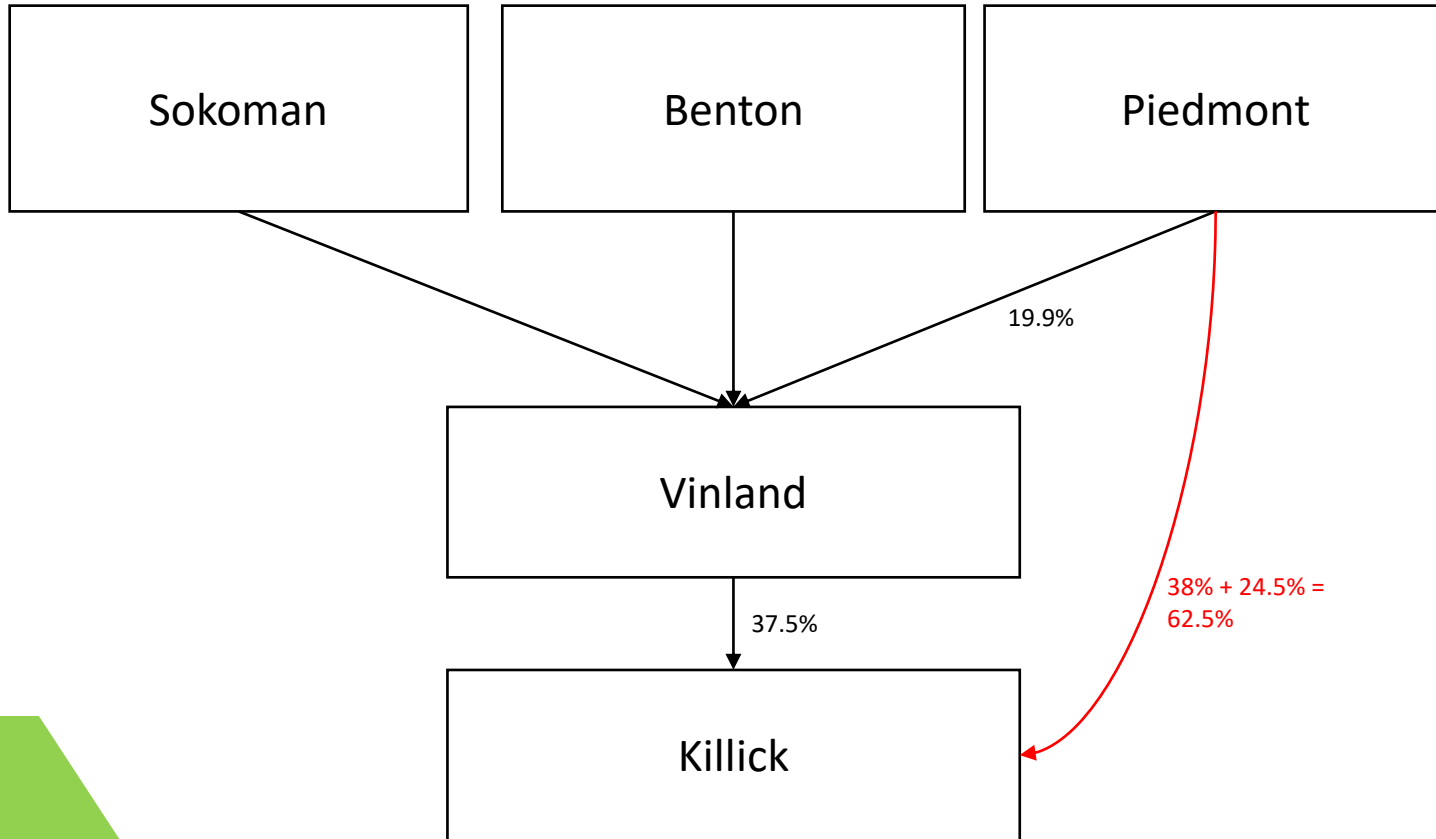 Sokoman
Benton
Piedmont
19.9%
Vinland
38% + 24.5% =
62.5%
37.5%
Killick